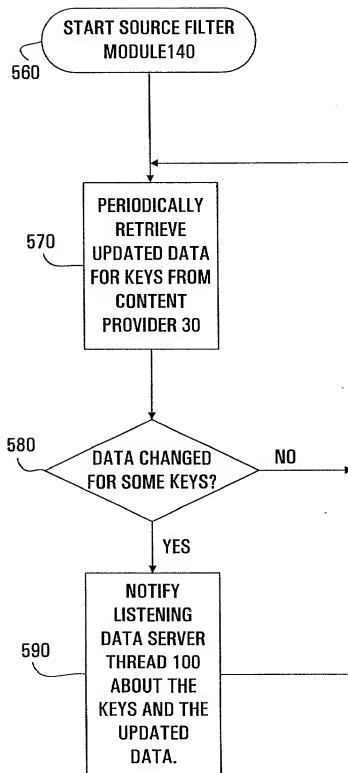 START SOURCE FILTER
MODULE140
560
PERIODICALLY
RETRIEVE
UPDATED DATA
FOR KEYS FROM
CONTENT
PROVIDER 30
570
580
DATA CHANGED
FOR SOME KEYS?
NO
YES
NOTIFY
LISTENING
DATA SERVER
THREAD 100
ABOUT THE
KEYS AND THE
UPDATED
DATA.
590